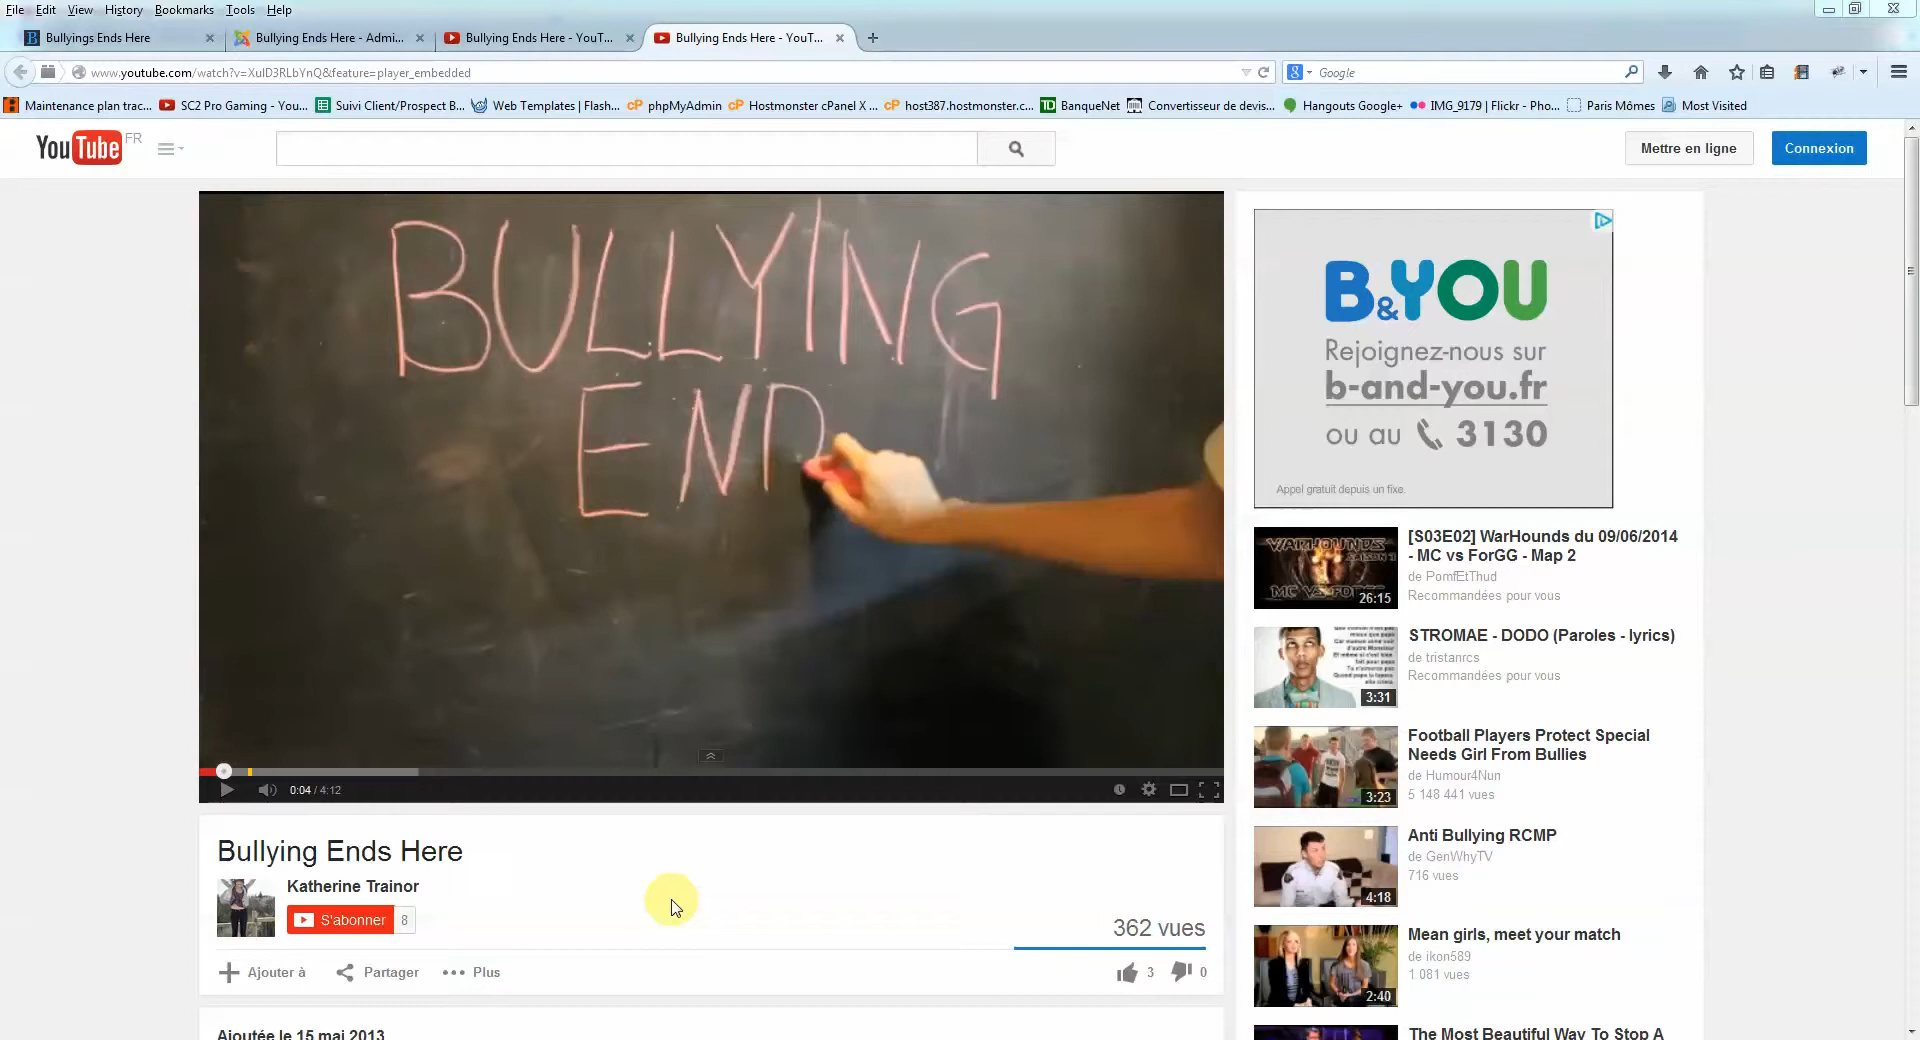 File Edit View History Bookmarks Tools Help
Bullyings Ends Here
Bullying Ends Here - Admi...
Bullying Ends Here - YouT...
Bullying Ends Here - YouT...
www.youtube.com/watch?v=XuID3RLbYnQ&feature=player_embedded
Google
Maintenance plan trac...
SC2 Pro Gaming - You...
Suivi Client/Prospect B...
Web Templates | Flash...
phpMyAdmin
Hostmonster cPanel X ...
host387.hostmonster.c...
BanqueNet
Convertisseur de devis...
Hangouts Google+
IMG_9179 | Flickr - Pho...
Paris Mômes
Most Visited
YouTube FR
Mettre en ligne
Connexion
BULLYING
END
0:04 / 4:12
Bullying Ends Here
Katherine Trainor
S'abonner 8
362 vues
Ajouter à
Partager
Plus
3
0
Ajoutée le 15 mai 2013
B&YOU
Rejoignez-nous sur
b-and-you.fr
ou au 3130
Appel gratuit depuis un fixe.
WARHOUNDS
26:15
[S03E02] WarHounds du 09/06/2014
- MC vs ForGG - Map 2
de PomfEtThud
Recommandées pour vous
3:31
STROMAE - DODO (Paroles - lyrics)
de tristanrcs
Recommandées pour vous
3:23
Football Players Protect Special
Needs Girl From Bullies
de Humour4Nun
5 148 441 vues
4:18
Anti Bullying RCMP
de GenWhyTV
716 vues
2:40
Mean girls, meet your match
de ikon589
1 081 vues
The Most Beautiful Way To Stop A